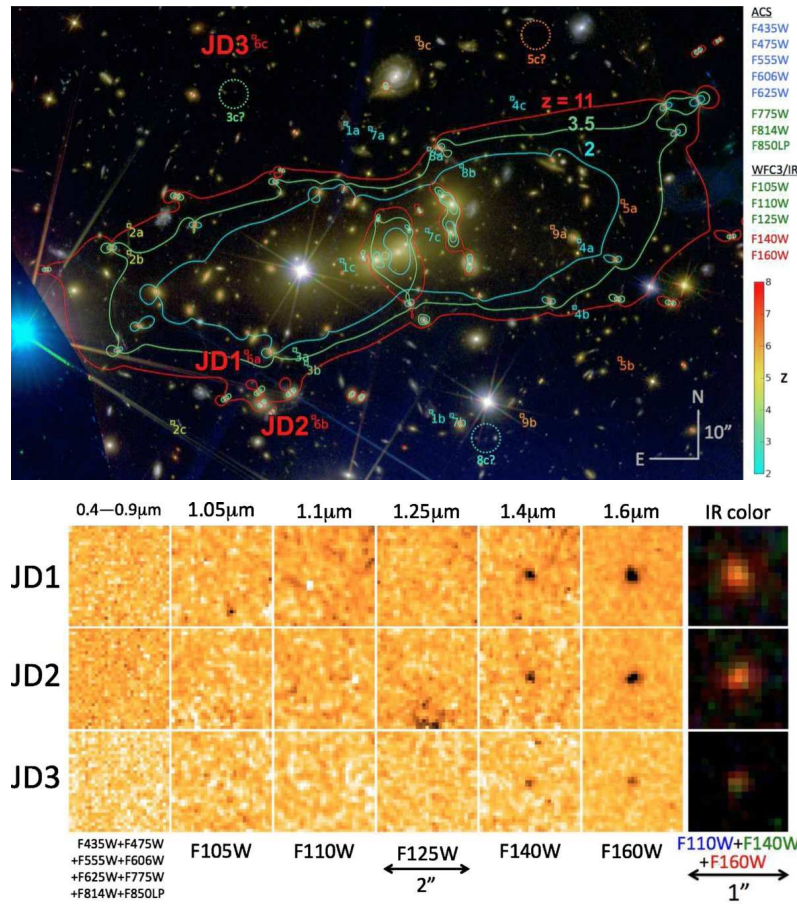 JD3
6c
9c
5c?
3c?
1a
7a
4c
z = 11
3.5
2
8a
8b
2a
2b
5a
9a
4a
7c
1c
4b
JD1
6a
3a
3b
5b
JD2
6b
2c
1b
7b
9b
8c?
N
E
10”
ACS
F435W
F475W
F555W
F606W
F625W
F775W
F814W
F850LP
WFC3/IR
F105W
F110W
F125W
F140W
F160W
8
7
6
5
4
3
2
Z
0.4—0.9μm 1.05μm 1.1μm 1.25μm 1.4μm 1.6μm IR color
JD1
JD2
JD3
F435W+F475W
+F555W+F606W
+F625W+F775W
+F814W+F850LP
F105W F110W F125W F140W F160W
2”
F110W+F140W
+F160W
1”